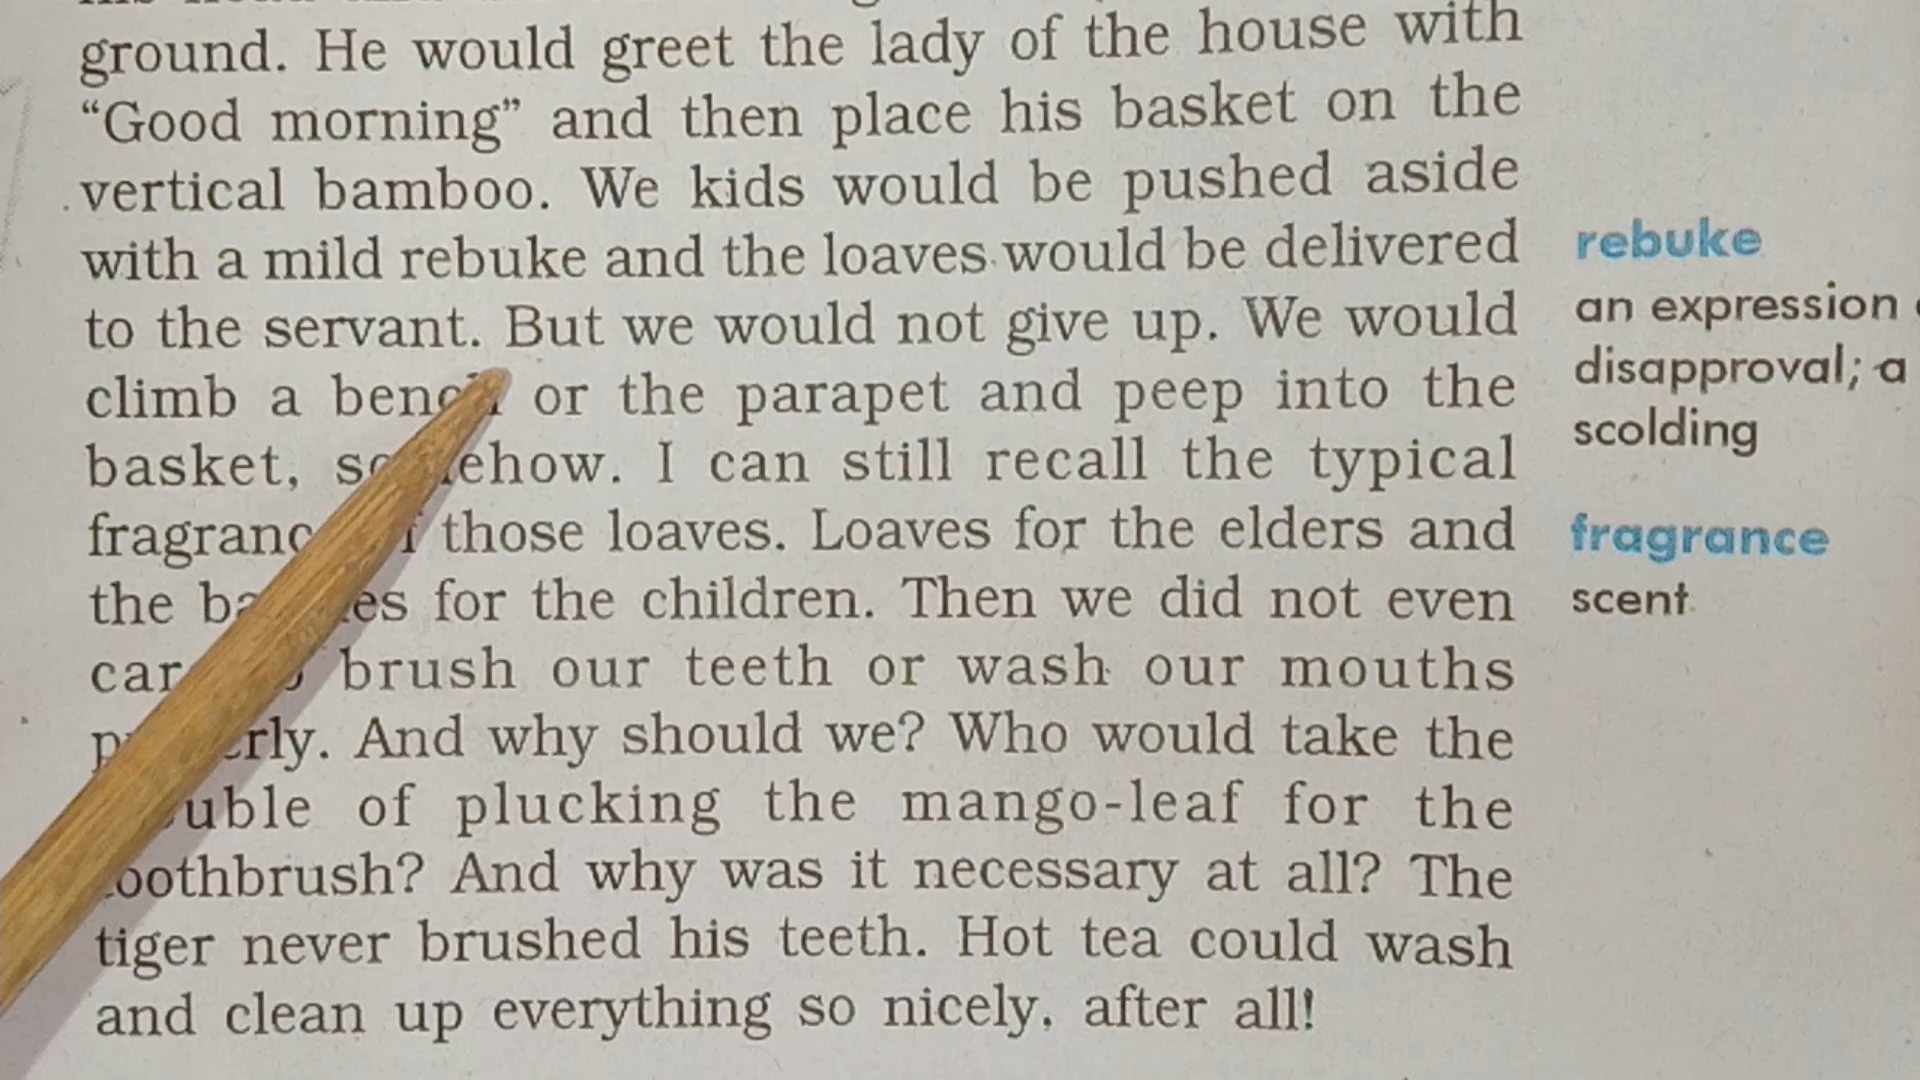 ground. He would greet the lady of the house with
“Good morning” and then place his basket on the
vertical bamboo. We kids would be pushed aside
with a mild rebuke and the loaves would be delivered
to the servant. But we would not give up. We would
climb a or the parapet and peep into the
basket, I can still recall the typical
those loaves. Loaves for the elders and
the for the children. Then we did not even
brush our teeth or wash our mouths
And why should we? Who would take the
of plucking the mango-leaf for the
toothbrush? And why was it necessary at all? The
tiger never brushed his teeth. Hot tea could wash
and clean up everything so nicely, after all!
rebuke
an expression
disapproval; a
scolding
fragrance
scent